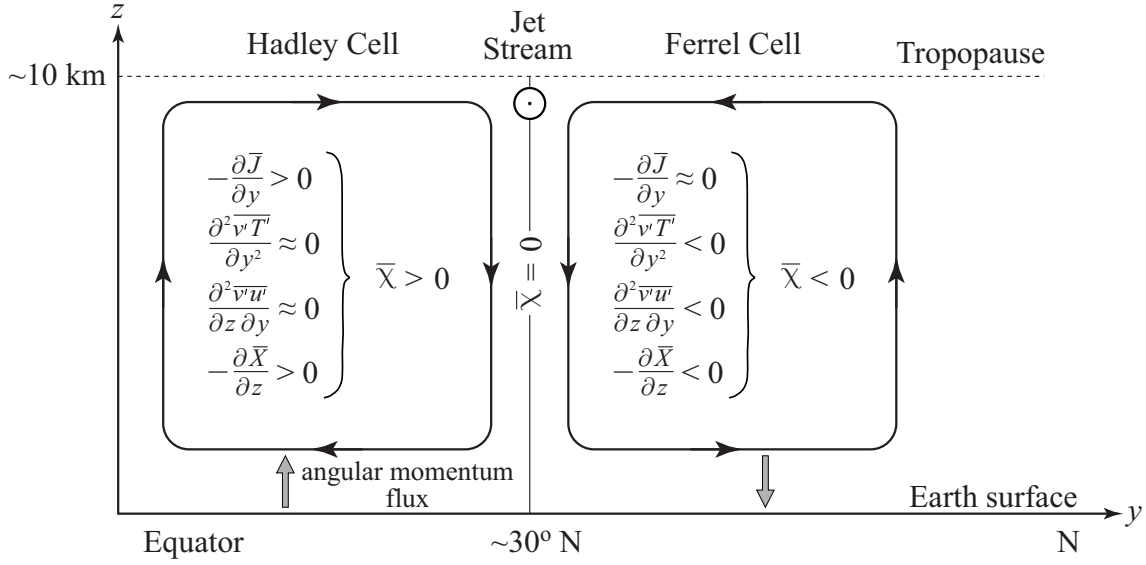 z
Hadley Cell
Jet
Stream
Ferrel Cell
Tropopause
~10 km
−∂J̅/∂y > 0
∂²v'T'‾/∂y² ≈ 0
∂²v'u'‾/∂z ∂y ≈ 0
−∂X̅/∂z > 0
χ̅ > 0
χ̅ = 0
−∂J̅/∂y ≈ 0
∂²v'T'‾/∂y² < 0
∂²v'u'‾/∂z ∂y < 0
−∂X̅/∂z < 0
χ̅ < 0
angular momentum
flux
Earth surface
y
Equator
~30º N
N